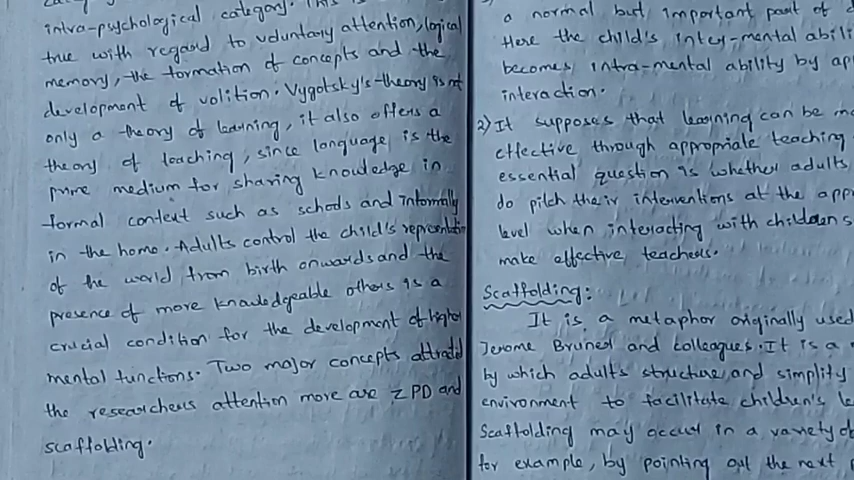 intra-psychological category. This is
true with regard to voluntary attention, logical
memory, the formation of concepts and the
development of volition. Vygotsky's theory is not
only a theory of learning, it also offers a
theory of teaching, since language is the
prime medium for sharing knowledge in
formal context such as schools and informally
in the home. Adults control the child's representation
of the world from birth onwards and the
presence of more knowledgeable others is a
crucial condition for the development of higher
mental functions. Two major concepts attracted
the researchers attention more are ZPD and
scaffolding.
a normal but important part of
Here the child's inter-mental abili
becomes intra-mental ability by ap
interaction.
2) It supposes that learning can be m
effective through appropriate teaching
essential question is whether adults
do pitch their interventions at the app
level when interacting with childrens
make effective teachers.
Scaffolding:
It is a metaphor originally used
Jerome Bruner and colleagues. It is a
by which adults structure and simplify
environment to facilitate children's le
Scaffolding may occur in a variety of
for example, by pointing out the next